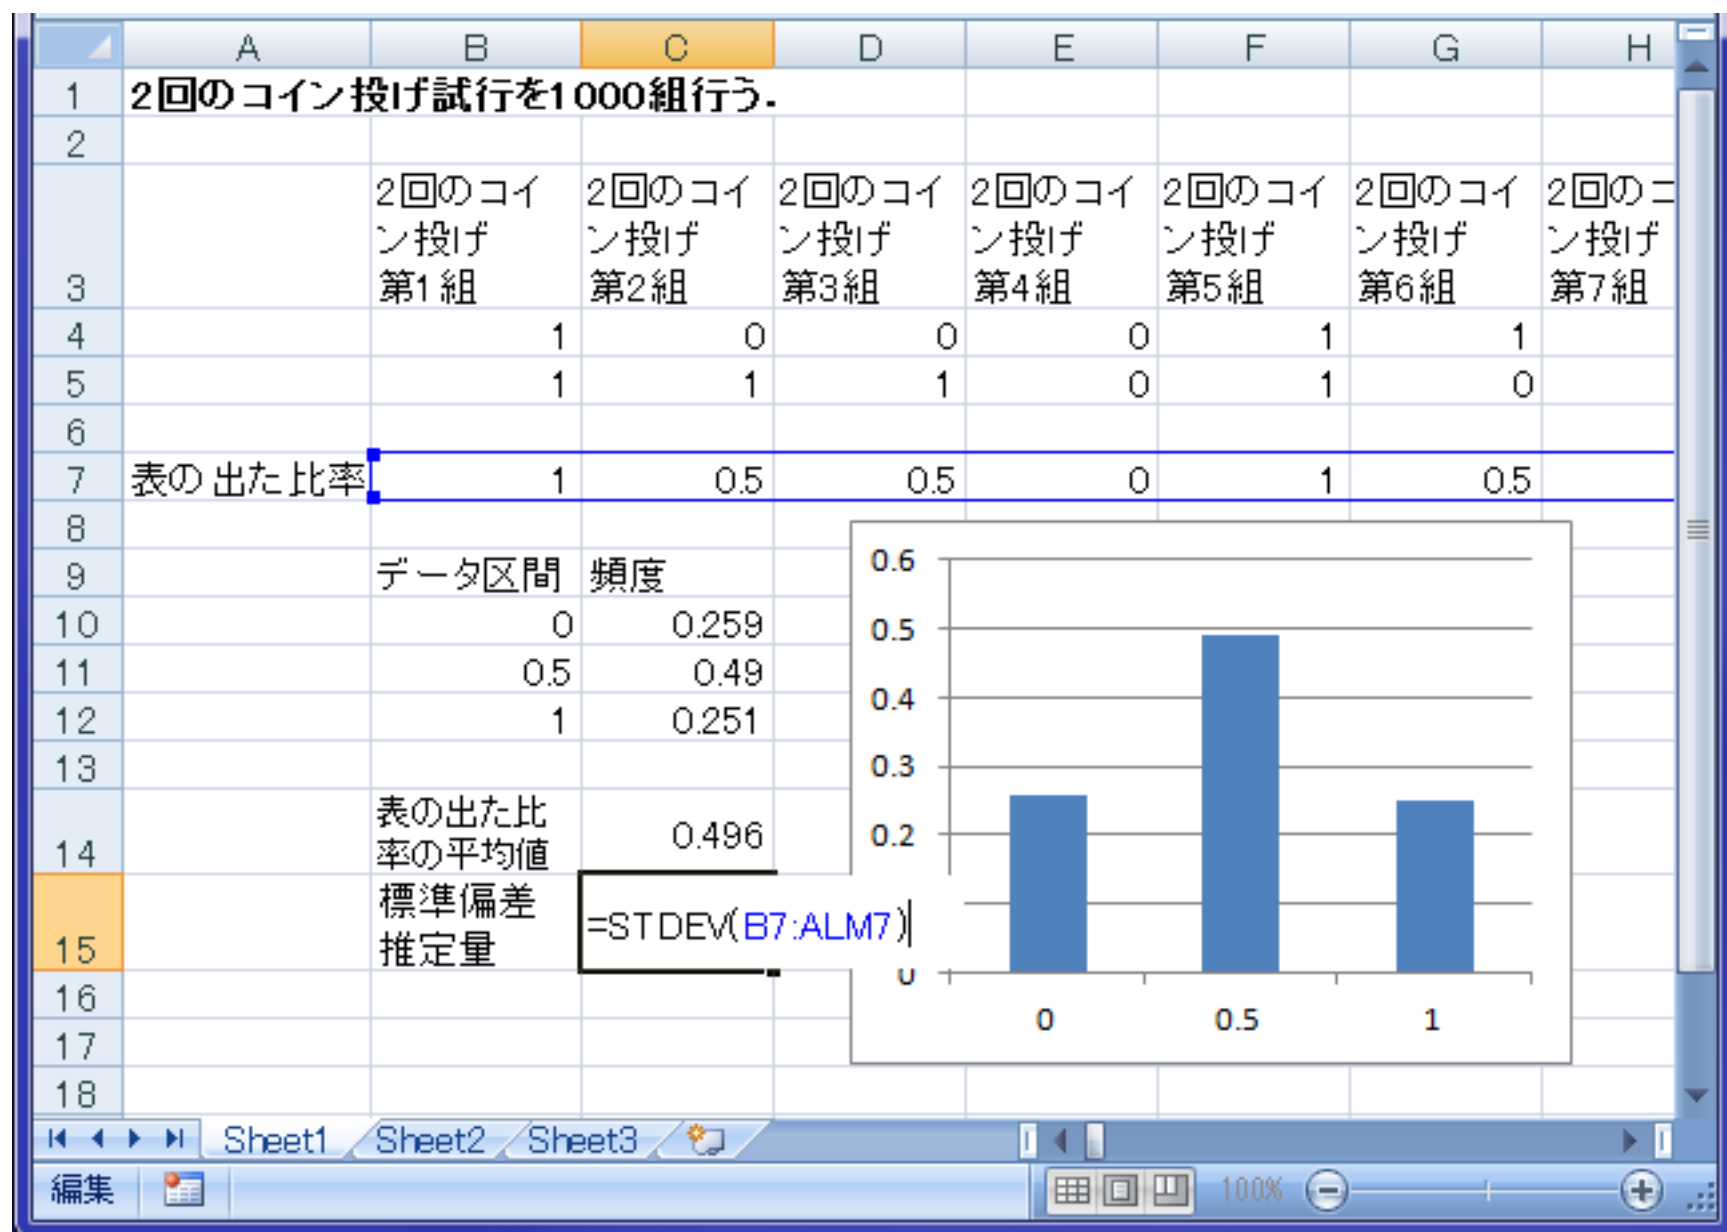 A B C D E F G H
1 2回のコイン投げ試行を1000組行う.
2
2回のコイ 2回のコイ 2回のコイ 2回のコイ 2回のコイ 2回のコイ 2回のコ
ン投げ ン投げ ン投げ ン投げ ン投げ ン投げ ン投げ
3 第1組 第2組 第3組 第4組 第5組 第6組 第7組
4 1 0 0 0 1 1
5 1 1 1 0 1 0
6
7 表の出た比率 1 0.5 0.5 0 1 0.5
8
9 データ区間 頻度
10 0 0.259
11 0.5 0.49
12 1 0.251
13
表の出た比
14 率の平均値 0.496
標準偏差
15 推定量 =STDEV(B7:ALM7)
16
17
18
0.6
0.5
0.4
0.3
0.2
0
0 0.5 1
Sheet1 Sheet2 Sheet3
編集 100%